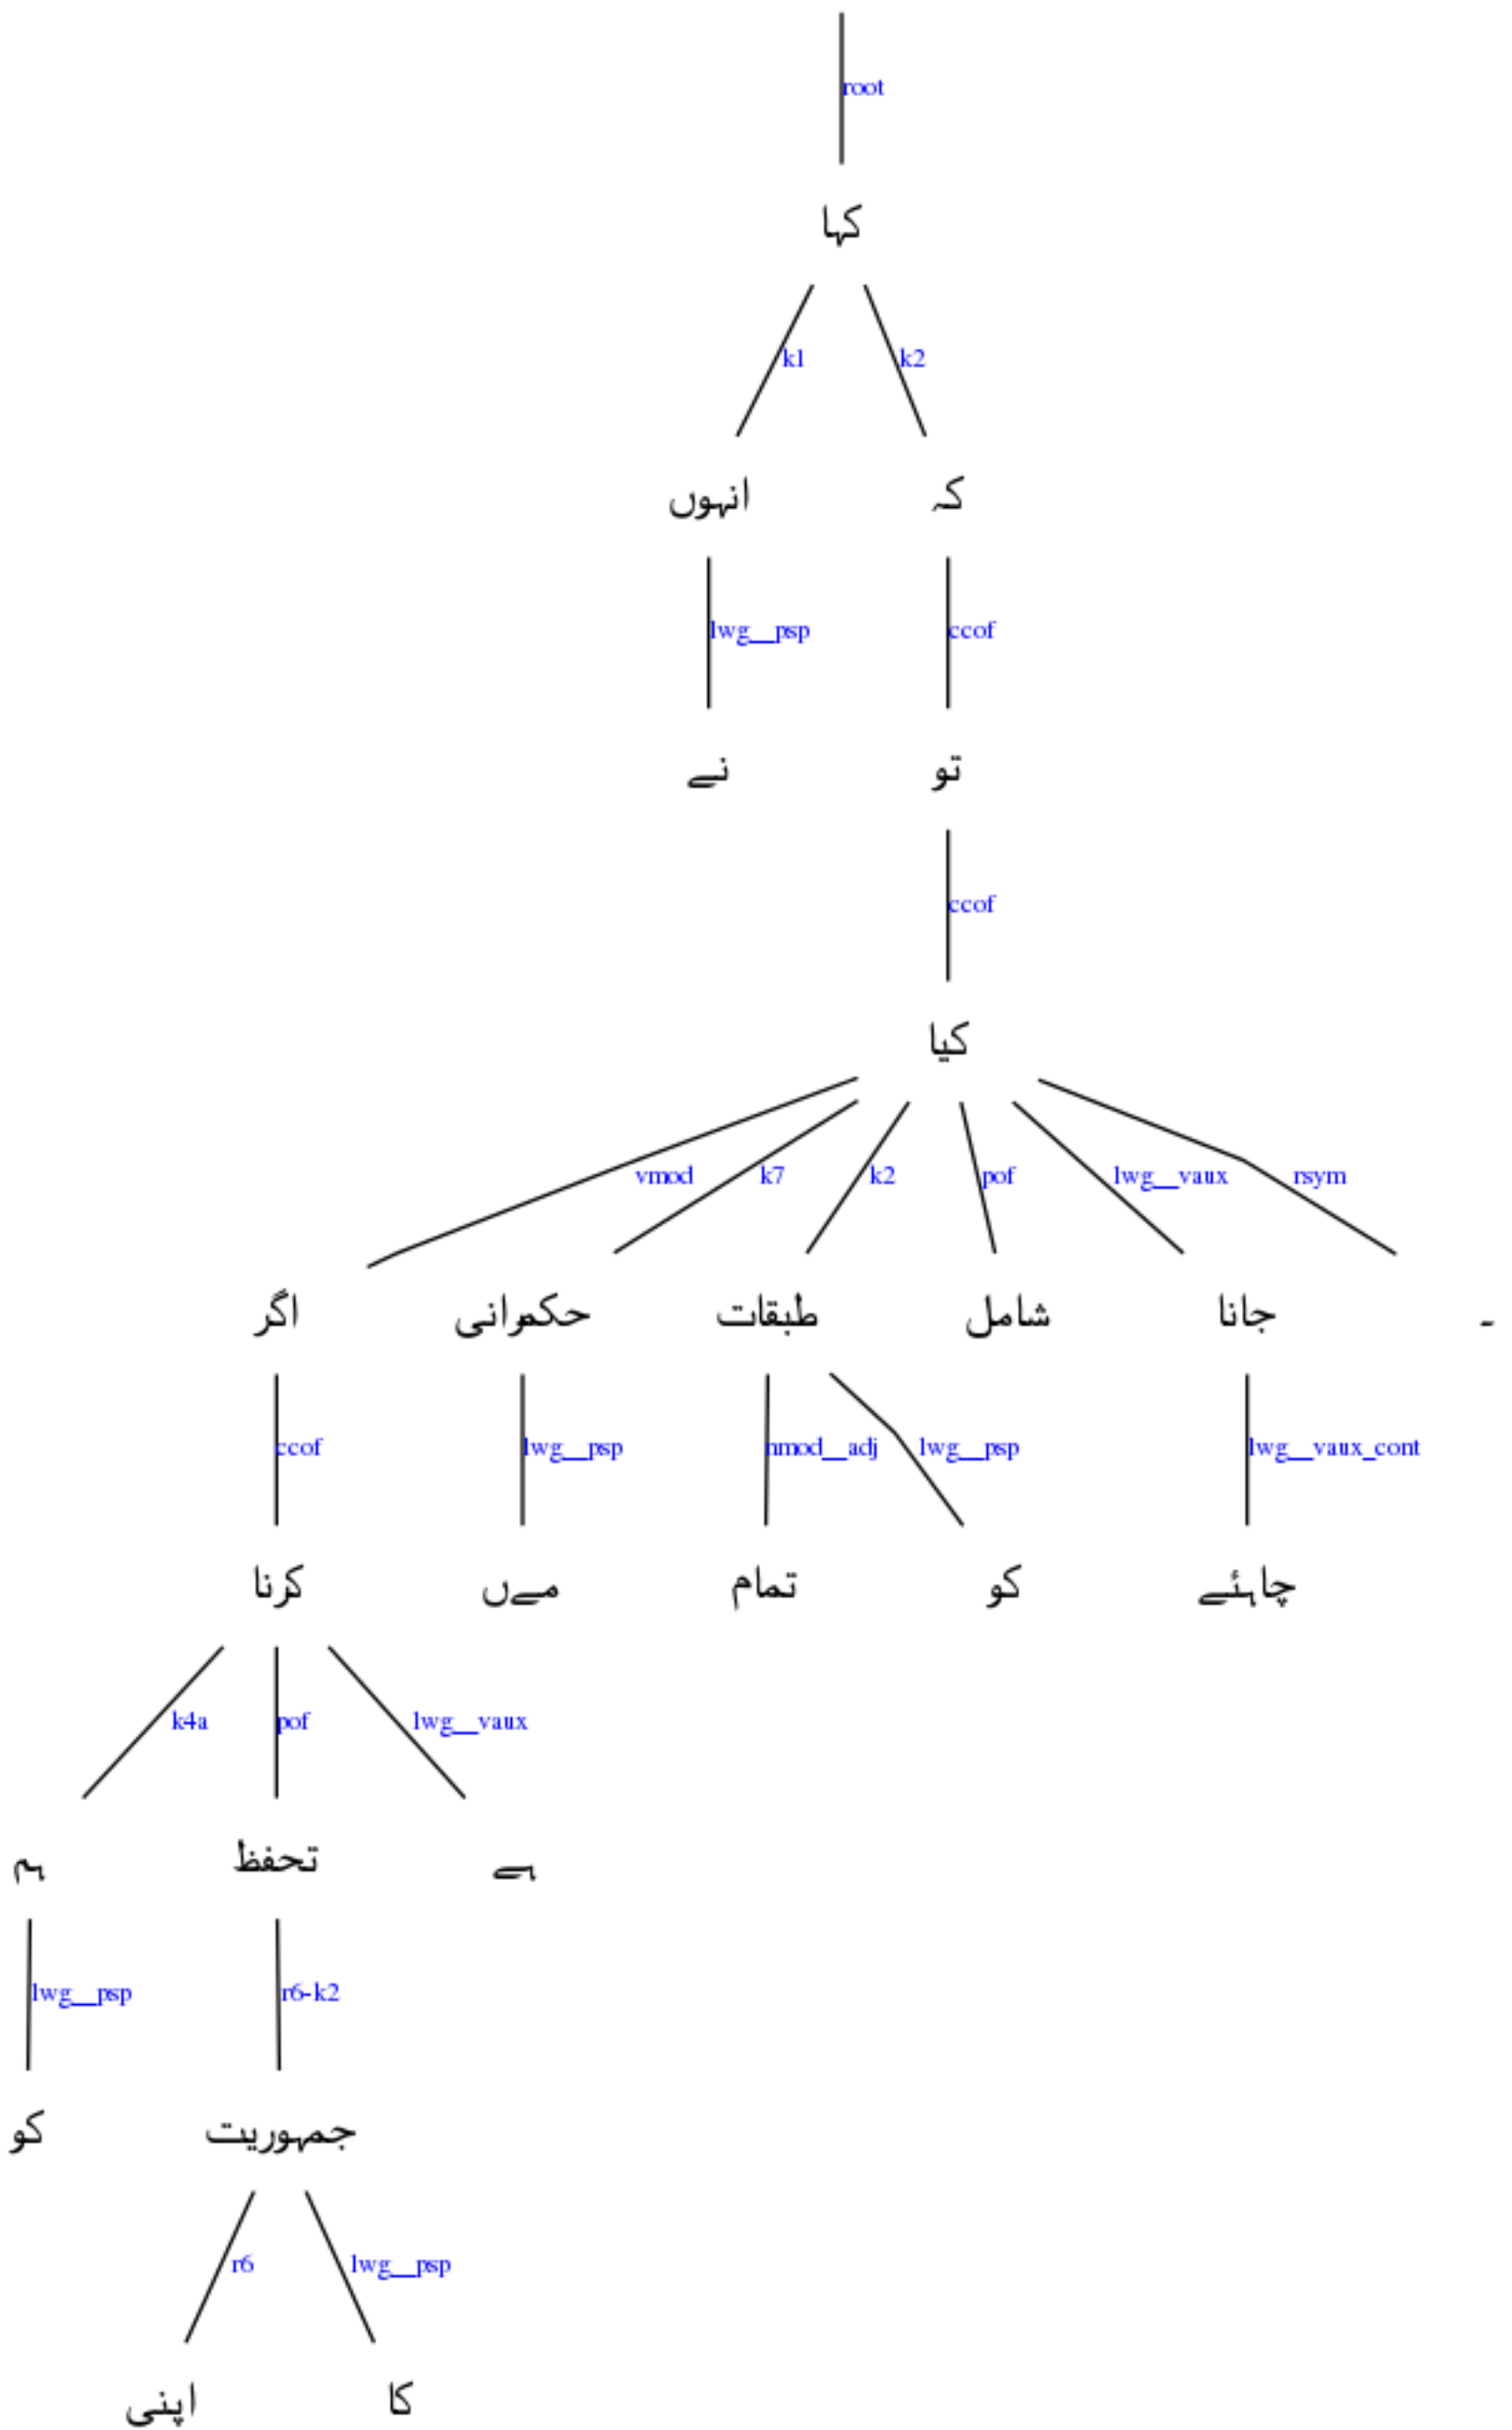 root
کہا
k1 k2
انہوں کہ
lwg__psp ccof
نے تو
ccof
کیا
vmod k7 k2 pof lwg__vaux rsym
اگر حکمرانی طبقات شامل جانا ۔
ccof lwg__psp nmod__adj lwg__psp lwg__vaux_cont
کرنا مےں تمام کو چاہئے
k4a pof lwg__vaux
ہم تحفظ ہے
lwg__psp r6-k2
کو جمہوریت
r6 lwg__psp
اپنی کا